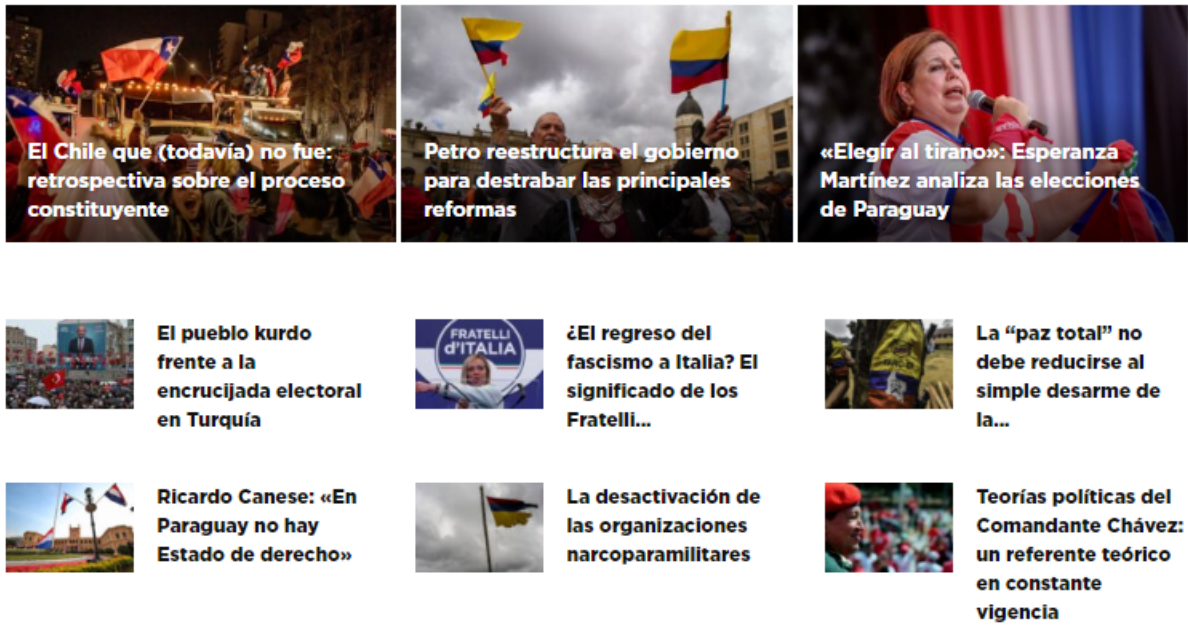 El Chile que (todavía) no fue:
retrospectiva sobre el proceso
constituyente
Petro reestructura el gobierno
para destrabar las principales
reformas
«Elegir al tirano»: Esperanza
Martínez analiza las elecciones
de Paraguay
El pueblo kurdo
frente a la
encrucijada electoral
en Turquía
FRATELLI
d'ITALIA
¿El regreso del
fascismo a Italia? El
significado de los
Fratelli...
La “paz total” no
debe reducirse al
simple desarme de
la...
Ricardo Canese: «En
Paraguay no hay
Estado de derecho»
La desactivación de
las organizaciones
narcoparamilitares
Teorías políticas del
Comandante Chávez:
un referente teórico
en constante
vigencia